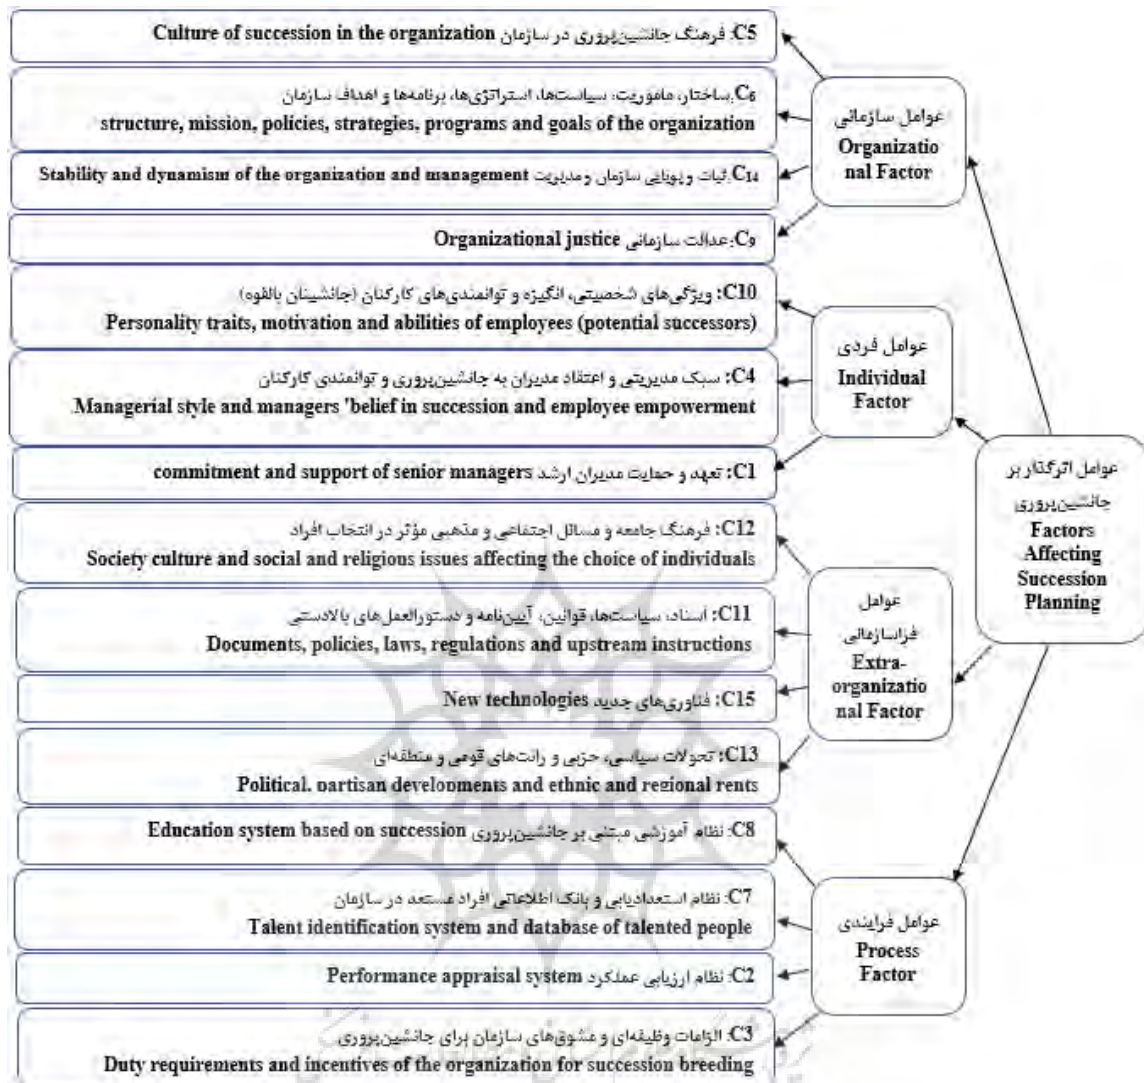 C5: فرهنگ جانشین‌پروری در سازمان Culture of succession in the organization
C6: ساختار، ماموریت، سیاست‌ها، استراتژی‌ها، برنامه‌ها و اهداف سازمان
structure, mission, policies, strategies, programs and goals of the organization
C14: ثبات و پویایی سازمان و مدیریت Stability and dynamism of the organization and management
C9: عدالت سازمانی Organizational justice
عوامل سازمانی
Organizatio
nal Factor
C10: ویژگی‌های شخصیتی، انگیزه و توانمندی‌های کارکنان (جانشینان بالقوه)
Personality traits, motivation and abilities of employees (potential successors)
C4: سبک مدیریتی و اعتقاد مدیران به جانشین‌پروری و توانمندی کارکنان
Managerial style and managers 'belief in succession and employee empowerment
C1: تعهد و حمایت مدیران ارشد commitment and support of senior managers
عوامل فردی
Individual
Factor
C12: فرهنگ جامعه و مسائل اجتماعی و مذهبی مؤثر در انتخاب افراد
Society culture and social and religious issues affecting the choice of individuals
C11: اسناد، سیاست‌ها، قوانین، آیین‌نامه و دستورالعمل‌های بالادستی
Documents, policies, laws, regulations and upstream instructions
C15: فناوری‌های جدید New technologies
C13: تحولات سیاسی، حزبی و رانت‌های قومی و منطقه‌ای
Political, partisan developments and ethnic and regional rents
عوامل
فراسازمانی
Extra-
organizatio
nal Factor
C8: نظام آموزشی مبتنی بر جانشین‌پروری Education system based on succession
C7: نظام استعدادیابی و بانک اطلاعاتی افراد مستعد در سازمان
Talent identification system and database of talented people
C2: نظام ارزیابی عملکرد Performance appraisal system
C3: الزامات وظیفه‌ای و مشوق‌های سازمان برای جانشین‌پروری
Duty requirements and incentives of the organization for succession breeding
عوامل فرایندی
Process
Factor
عوامل اثرگذار بر
جانشین‌پروری
Factors
Affecting
Succession
Planning